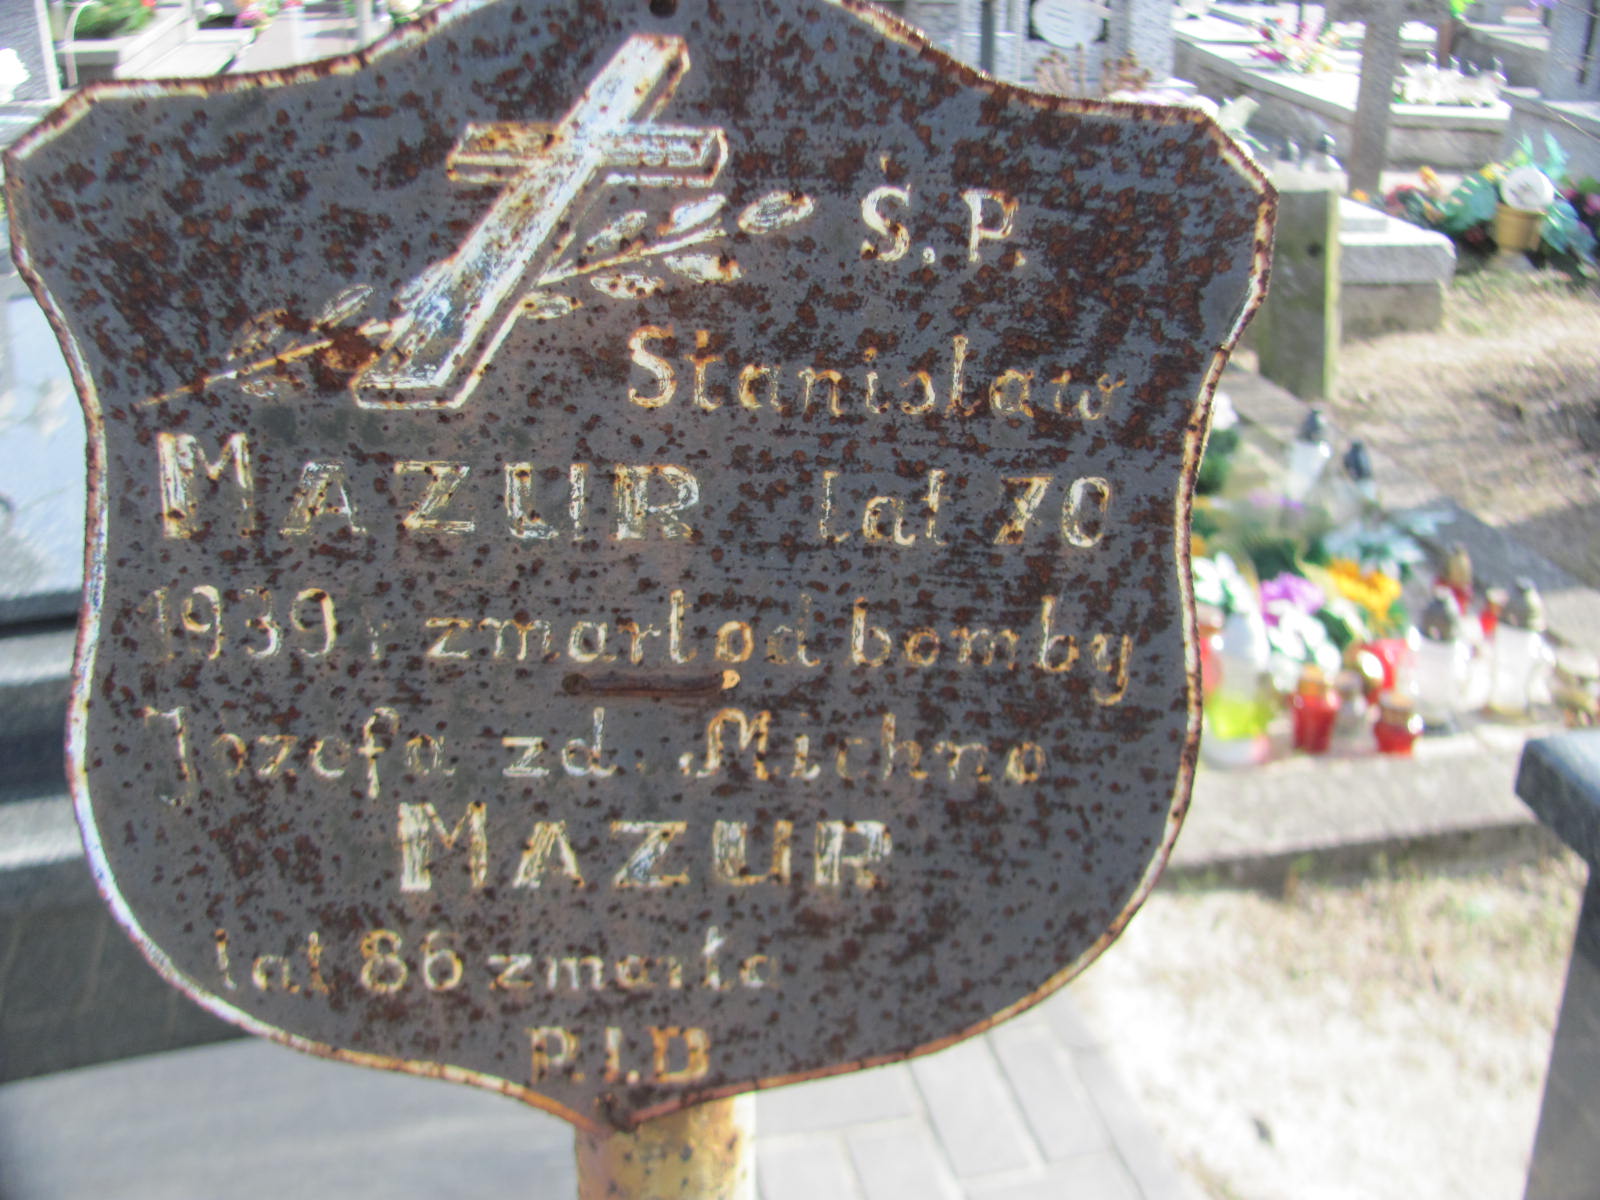 Ś.P.
Stanisław
MAZUR lat 70
1939 r zmarł od bomby
Józefa zd. Michno
MAZUR
lat 86 zmarła
P.I.D